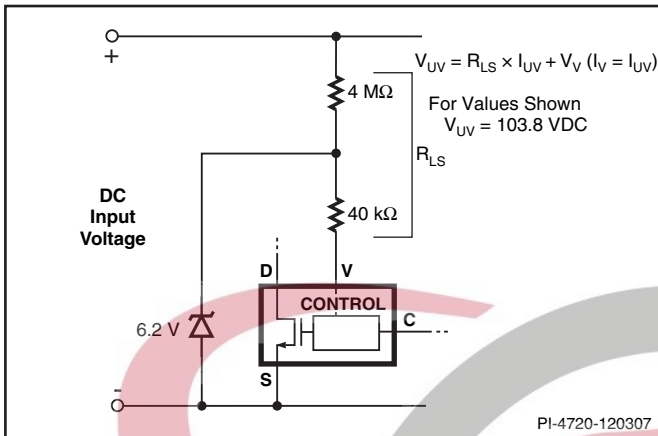 +
V_UV = R_LS × I_UV + V_V (I_V = I_UV)
4 MΩ
For Values Shown
V_UV = 103.8 VDC
R_LS
DC
Input
Voltage
40 kΩ
D
V
CONTROL
C
6.2 V
S
-
PI-4720-120307